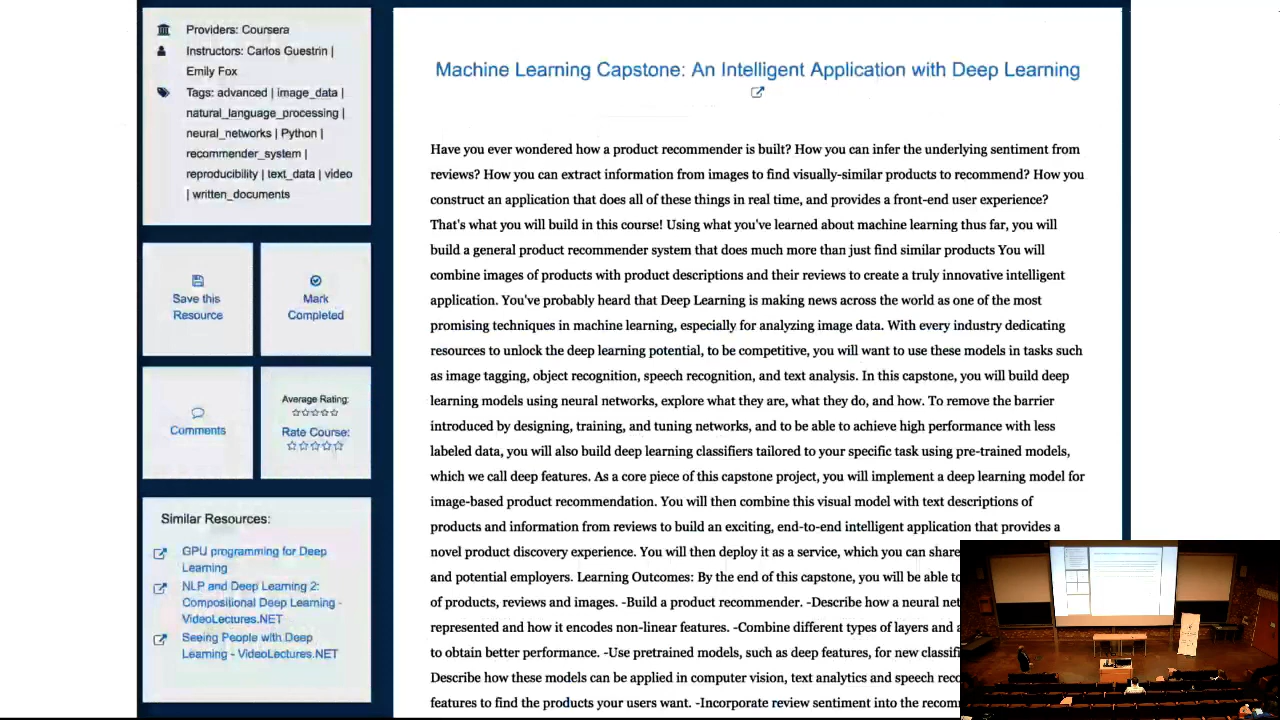 Providers: Coursera
Instructors: Carlos Guestrin |
Emily Fox
Tags: advanced | image_data |
natural_language_processing |
neural_networks | Python |
recommender_system |
reproducibility | text_data | video
| written_documents
Save this
Resource
Mark
Completed
Comments
Average Rating:
Rate Course:
Similar Resources:
GPU programming for Deep
Learning
NLP and Deep Learning 2:
Compositional Deep Learning -
VideoLectures.NET
Seeing People with Deep
Learning - VideoLectures.NET
Machine Learning Capstone: An Intelligent Application with Deep Learning
Have you ever wondered how a product recommender is built? How you can infer the underlying sentiment from
reviews? How you can extract information from images to find visually-similar products to recommend? How you
construct an application that does all of these things in real time, and provides a front-end user experience?
That's what you will build in this course! Using what you've learned about machine learning thus far, you will
build a general product recommender system that does much more than just find similar products You will
combine images of products with product descriptions and their reviews to create a truly innovative intelligent
application. You've probably heard that Deep Learning is making news across the world as one of the most
promising techniques in machine learning, especially for analyzing image data. With every industry dedicating
resources to unlock the deep learning potential, to be competitive, you will want to use these models in tasks such
as image tagging, object recognition, speech recognition, and text analysis. In this capstone, you will build deep
learning models using neural networks, explore what they are, what they do, and how. To remove the barrier
introduced by designing, training, and tuning networks, and to be able to achieve high performance with less
labeled data, you will also build deep learning classifiers tailored to your specific task using pre-trained models,
which we call deep features. As a core piece of this capstone project, you will implement a deep learning model for
image-based product recommendation. You will then combine this visual model with text descriptions of
products and information from reviews to build an exciting, end-to-end intelligent application that provides a
novel product discovery experience. You will then deploy it as a service, which you can share
and potential employers. Learning Outcomes: By the end of this capstone, you will be able to
of products, reviews and images. -Build a product recommender. -Describe how a neural
represented and how it encodes non-linear features. -Combine different types of layers and
to obtain better performance. -Use pretrained models, such as deep features, for new
Describe how these models can be applied in computer vision, text analytics and speech
features to find the products your users want. -Incorporate review sentiment into the